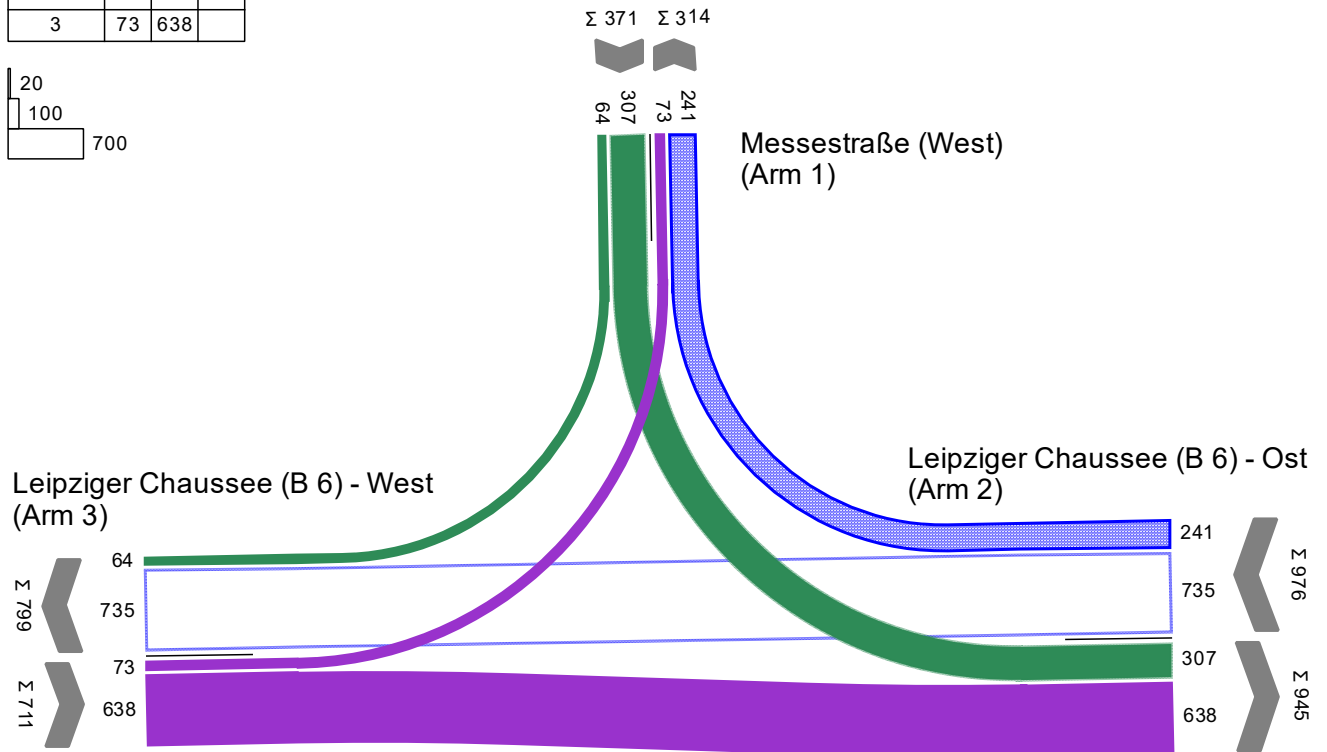 3 73 638
20
100
700
Σ 371 Σ 314
64 307 73 241
Messestraße (West)
(Arm 1)
Leipziger Chaussee (B 6) - West
(Arm 3)
Leipziger Chaussee (B 6) - Ost
(Arm 2)
64
735
73
638
Σ 799
Σ 711
241
735
307
638
Σ 976
Σ 945